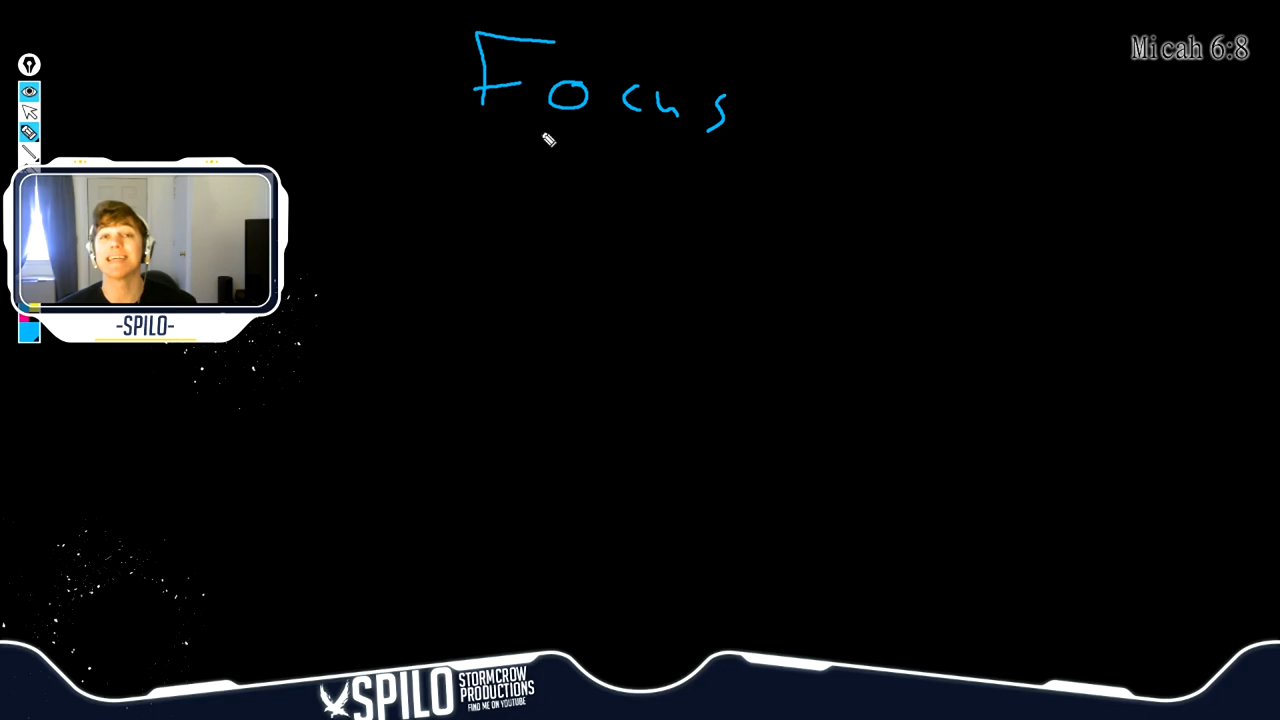 Focus
Micah 6:8
-SPILO-
SPILO
STORMCROW
PRODUCTIONS
FIND ME ON YOUTUBE